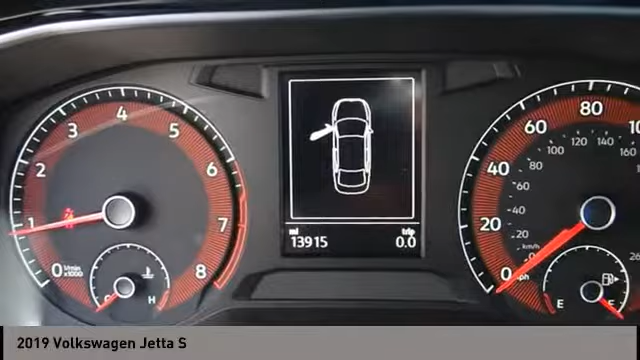 0 1 2 3 4 5 6 7 8
1/min
x1000
C H
mi trip
13915 0.0
0 20 40 60 80
20 40 60 80 100 120 140 160
km/h
E F
2019 Volkswagen Jetta S